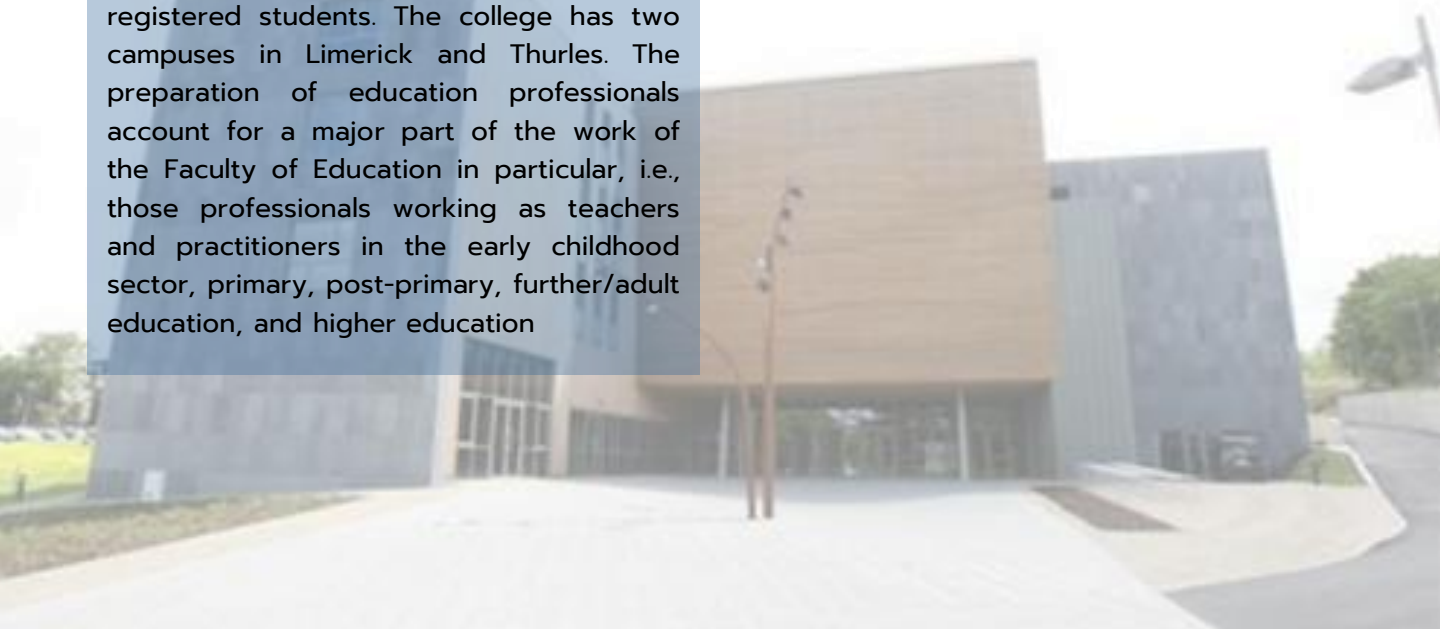 registered students. The college has two
campuses in Limerick and Thurles. The
preparation of education professionals
account for a major part of the work of
the Faculty of Education in particular, i.e.,
those professionals working as teachers
and practitioners in the early childhood
sector, primary, post-primary, further/adult
education, and higher education